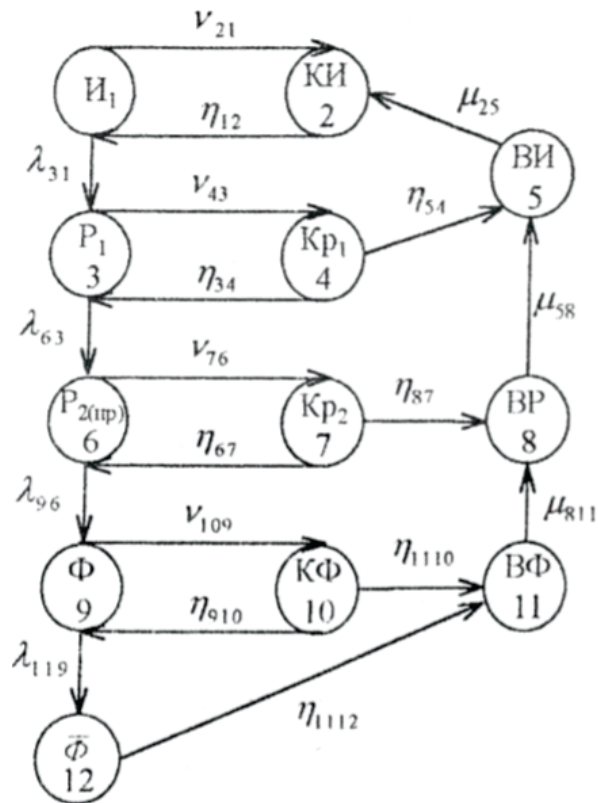 ν₂₁
И₁
КИ
2
η₁₂
μ₂₅
ВИ
5
λ₃₁
ν₄₃
η₅₄
Р₁
3
Кр₁
4
η₃₄
μ₅₈
λ₆₃
ν₇₆
Р₂₍пр₎
6
Кр₂
7
η₈₇
ВР
8
η₆₇
λ₉₆
μ₈₁₁
ν₁₀₉
η₁₁₁₀
Ф
9
КФ
10
ВФ
11
η₉₁₀
λ₁₁₉
η₁₁₁₂
Ф̅
12